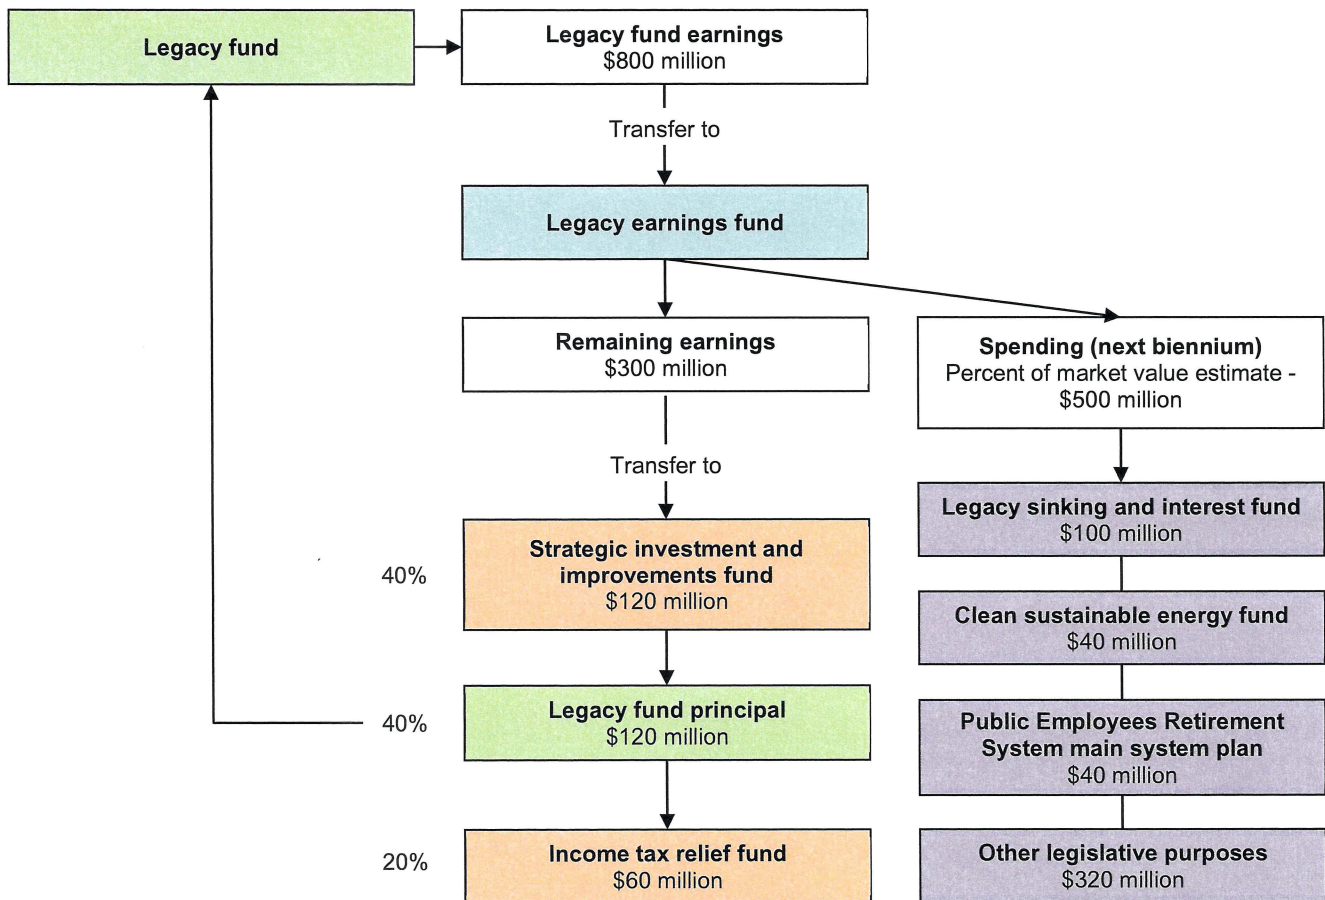 Legacy fund
Legacy fund earnings
$800 million
Transfer to
Legacy earnings fund
Remaining earnings
$300 million
Spending (next biennium)
Percent of market value estimate -
$500 million
Transfer to
Legacy sinking and interest fund
$100 million
40%
Strategic investment and
improvements fund
$120 million
Clean sustainable energy fund
$40 million
40%
Legacy fund principal
$120 million
Public Employees Retirement
System main system plan
$40 million
20%
Income tax relief fund
$60 million
Other legislative purposes
$320 million